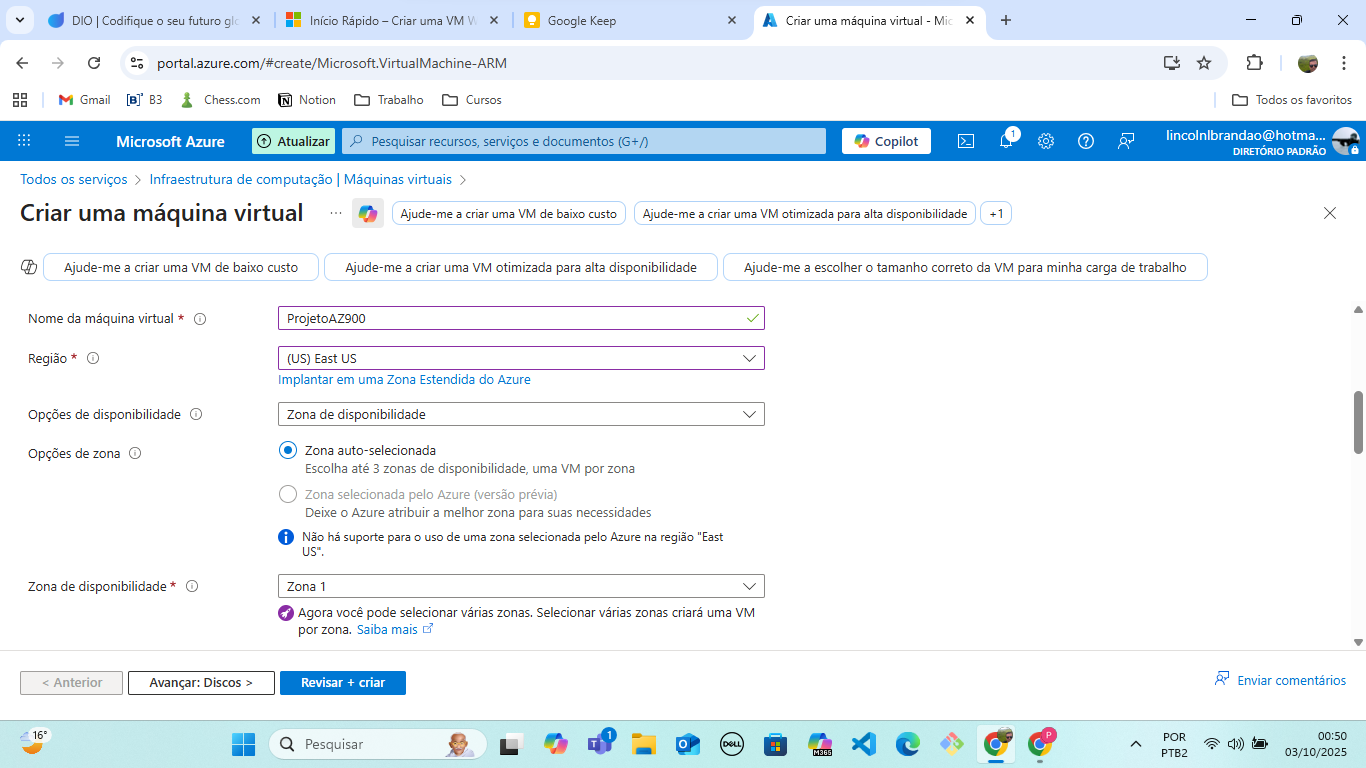 DIO | Codifique o seu futuro glo
Início Rápido – Criar uma VM W
Google Keep
Criar uma máquina virtual - Mic
portal.azure.com/#create/Microsoft.VirtualMachine-ARM
Gmail
B3
Chess.com
Notion
Trabalho
Cursos
Todos os favoritos
Microsoft Azure
Atualizar
Pesquisar recursos, serviços e documentos (G+/)
Copilot
1
lincolnlbrandao@hotma...
DIRETÓRIO PADRÃO
Todos os serviços > Infraestrutura de computação | Máquinas virtuais >
Criar uma máquina virtual
...
Ajude-me a criar uma VM de baixo custo
Ajude-me a criar uma VM otimizada para alta disponibilidade
+1
Ajude-me a criar uma VM de baixo custo
Ajude-me a criar uma VM otimizada para alta disponibilidade
Ajude-me a escolher o tamanho correto da VM para minha carga de trabalho
Nome da máquina virtual *
ProjetoAZ900
Região *
(US) East US
Implantar em uma Zona Estendida do Azure
Opções de disponibilidade
Zona de disponibilidade
Opções de zona
Zona auto-selecionada
Escolha até 3 zonas de disponibilidade, uma VM por zona
Zona selecionada pelo Azure (versão prévia)
Deixe o Azure atribuir a melhor zona para suas necessidades
Não há suporte para o uso de uma zona selecionada pelo Azure na região "East
US".
Zona de disponibilidade *
Zona 1
Agora você pode selecionar várias zonas. Selecionar várias zonas criará uma VM
por zona. Saiba mais
< Anterior
Avançar: Discos >
Revisar + criar
Enviar comentários
16°
Pesquisar
1
DELL
M365
P
POR
PTB2
00:50
03/10/2025